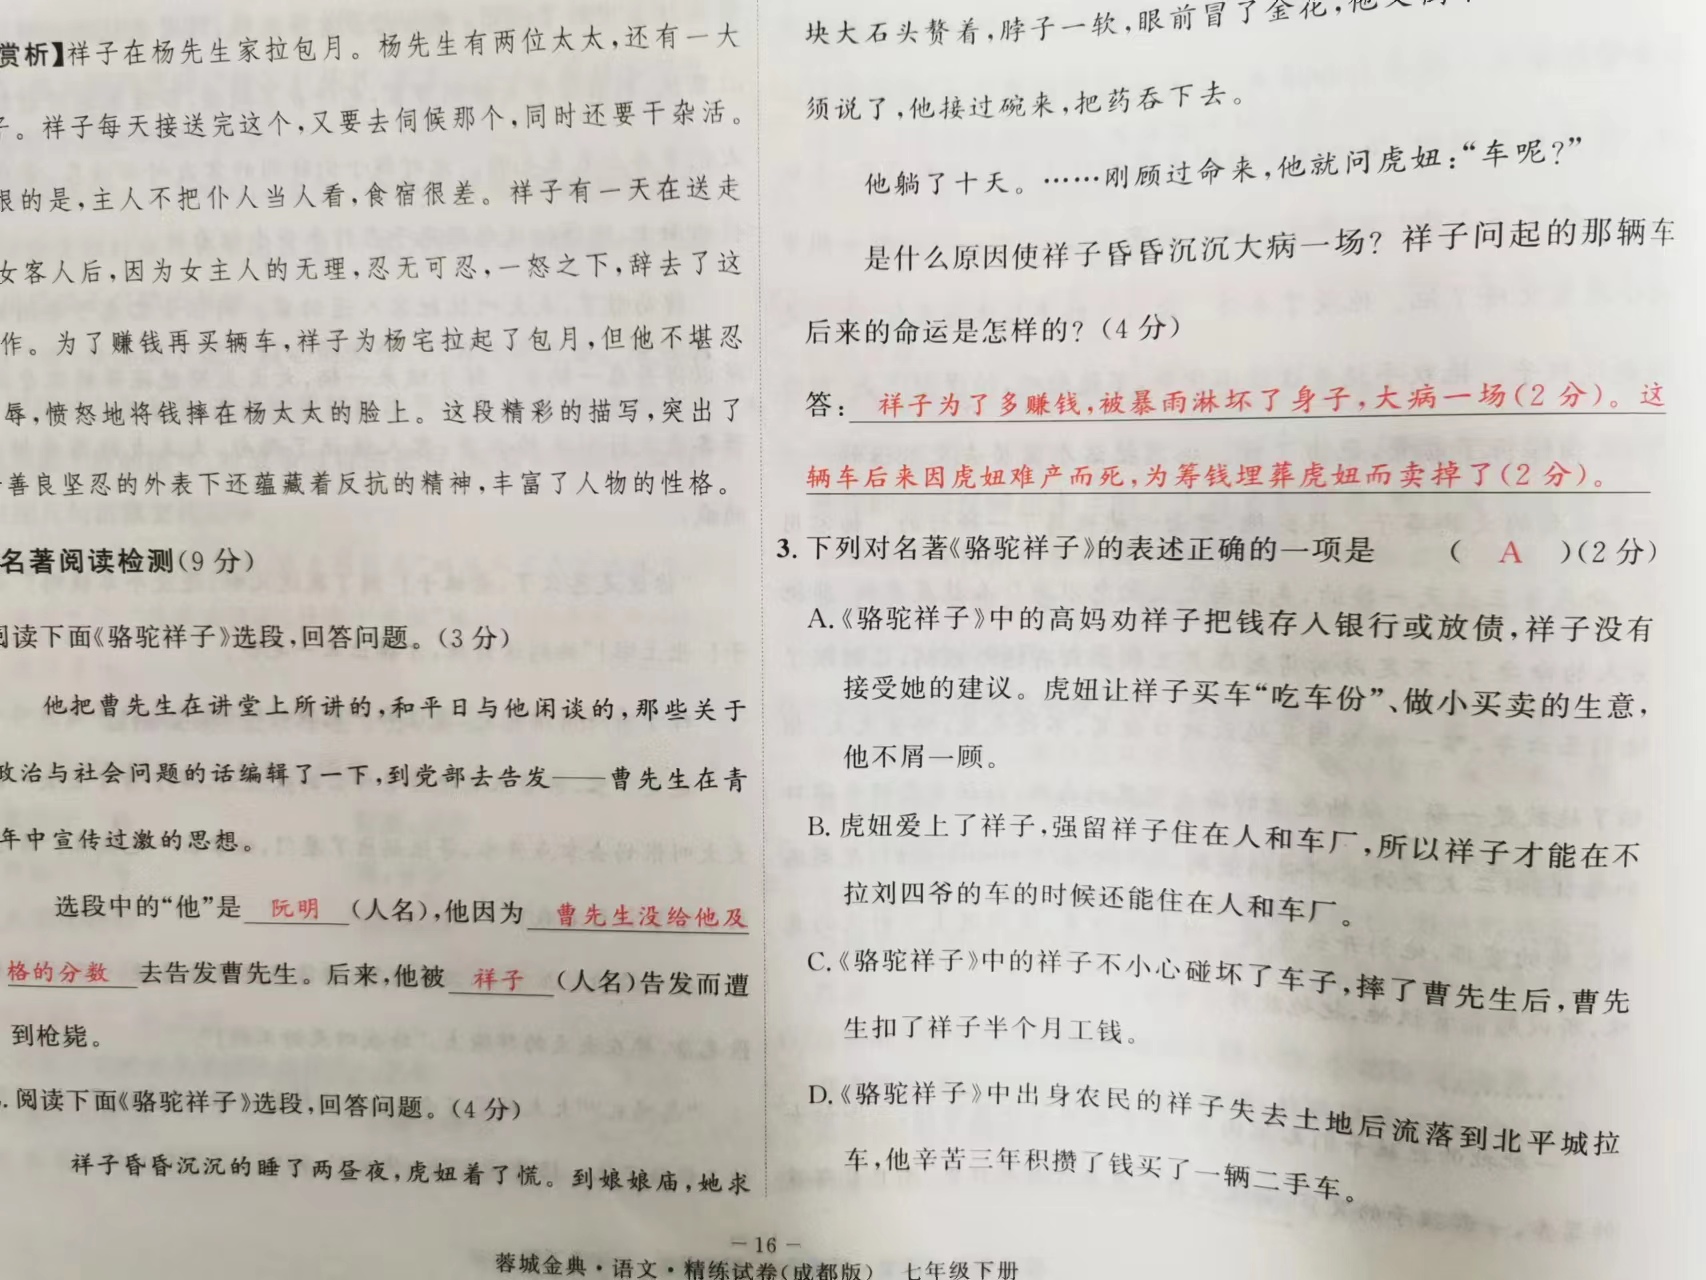 赏析】祥子在杨先生家拉包月。杨先生有两位太太,还有一大
子。祥子每天接送完这个,又要去伺候那个,同时还要干杂活。
恨的是,主人不把仆人当人看,食宿很差。祥子有一天在送走
女客人后,因为女主人的无理,忍无可忍,一怒之下,辞去了这
作。为了赚钱再买辆车,祥子为杨宅拉起了包月,但他不堪忍
辱,愤怒地将钱摔在杨太太的脸上。这段精彩的描写,突出了
善良坚忍的外表下还蕴藏着反抗的精神,丰富了人物的性格。
名著阅读检测(9分)
阅读下面《骆驼祥子》选段,回答问题。(3分)
他把曹先生在讲堂上所讲的,和平日与他闲谈的,那些关于
政治与社会问题的话编辑了一下,到党部去告发——曹先生在青
年中宣传过激的思想。
选段中的“他”是 阮明 (人名),他因为 曹先生没给他及
格的分数 去告发曹先生。后来,他被 祥子 (人名)告发而遭
到枪毙。
. 阅读下面《骆驼祥子》选段,回答问题。(4分)
祥子昏昏沉沉的睡了两昼夜,虎妞着了慌。到娘娘庙,她求
块大石头赘着,脖子一软,眼前冒了金花,他又倒
须说了,他接过碗来,把药吞下去。
他躺了十天。……刚顾过命来,他就问虎妞:“车呢?”
是什么原因使祥子昏昏沉沉大病一场?祥子问起的那辆车
后来的命运是怎样的?(4分)
答: 祥子为了多赚钱,被暴雨淋坏了身子,大病一场(2分)。这
辆车后来因虎妞难产而死,为筹钱埋葬虎妞而卖掉了(2分)。
3. 下列对名著《骆驼祥子》的表述正确的一项是 ( A )(2分)
A.《骆驼祥子》中的高妈劝祥子把钱存入银行或放债,祥子没有
接受她的建议。虎妞让祥子买车“吃车份”、做小买卖的生意,
他不屑一顾。
B. 虎妞爱上了祥子,强留祥子住在人和车厂,所以祥子才能在不
拉刘四爷的车的时候还能住在人和车厂。
C.《骆驼祥子》中的祥子不小心碰坏了车子,摔了曹先生后,曹先
生扣了祥子半个月工钱。
D.《骆驼祥子》中出身农民的祥子失去土地后流落到北平城拉
车,他辛苦三年积攒了钱买了一辆二手车。
— 16 —
蓉城金典·语文·精练试卷(成都版) 七年级下册